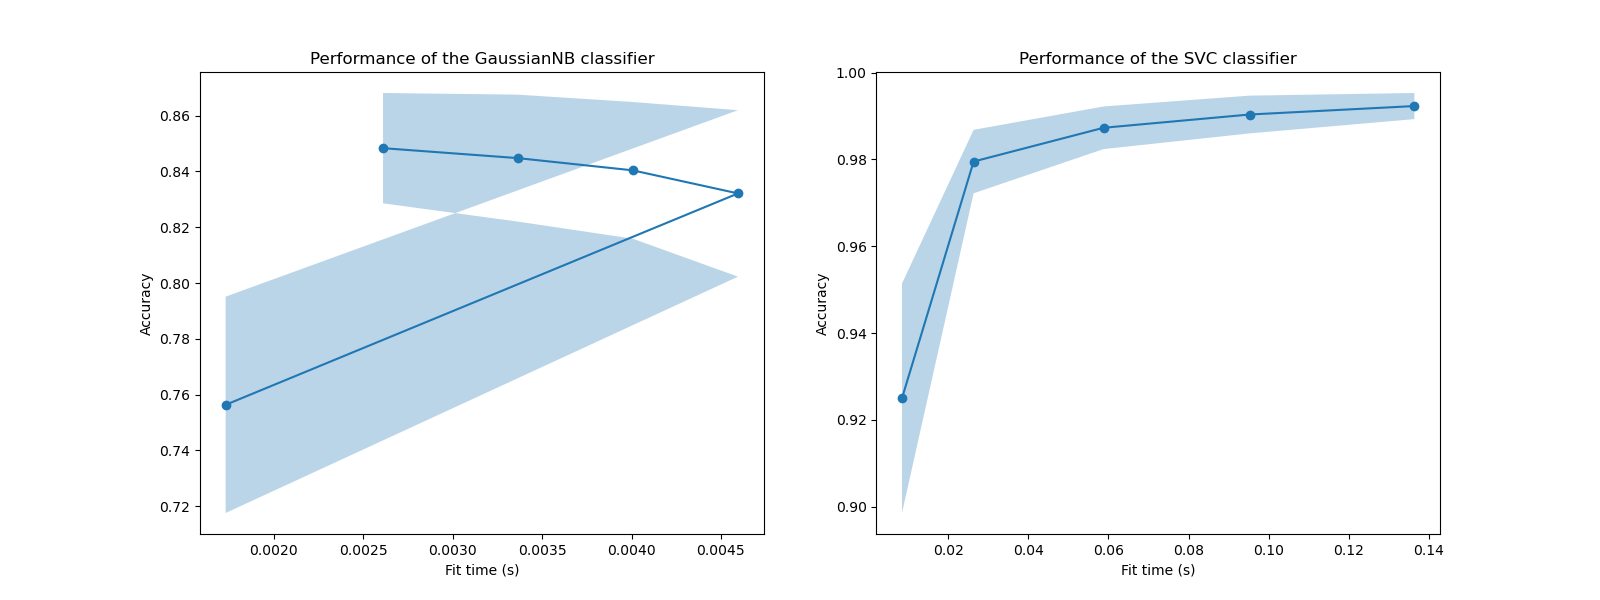 Performance of the GaussianNB classifier
Accuracy
0.86
0.84
0.82
0.80
0.78
0.76
0.74
0.72
0.0020 0.0025 0.0030 0.0035 0.0040 0.0045
Fit time (s)
Performance of the SVC classifier
Accuracy
1.00
0.98
0.96
0.94
0.92
0.90
0.02 0.04 0.06 0.08 0.10 0.12 0.14
Fit time (s)